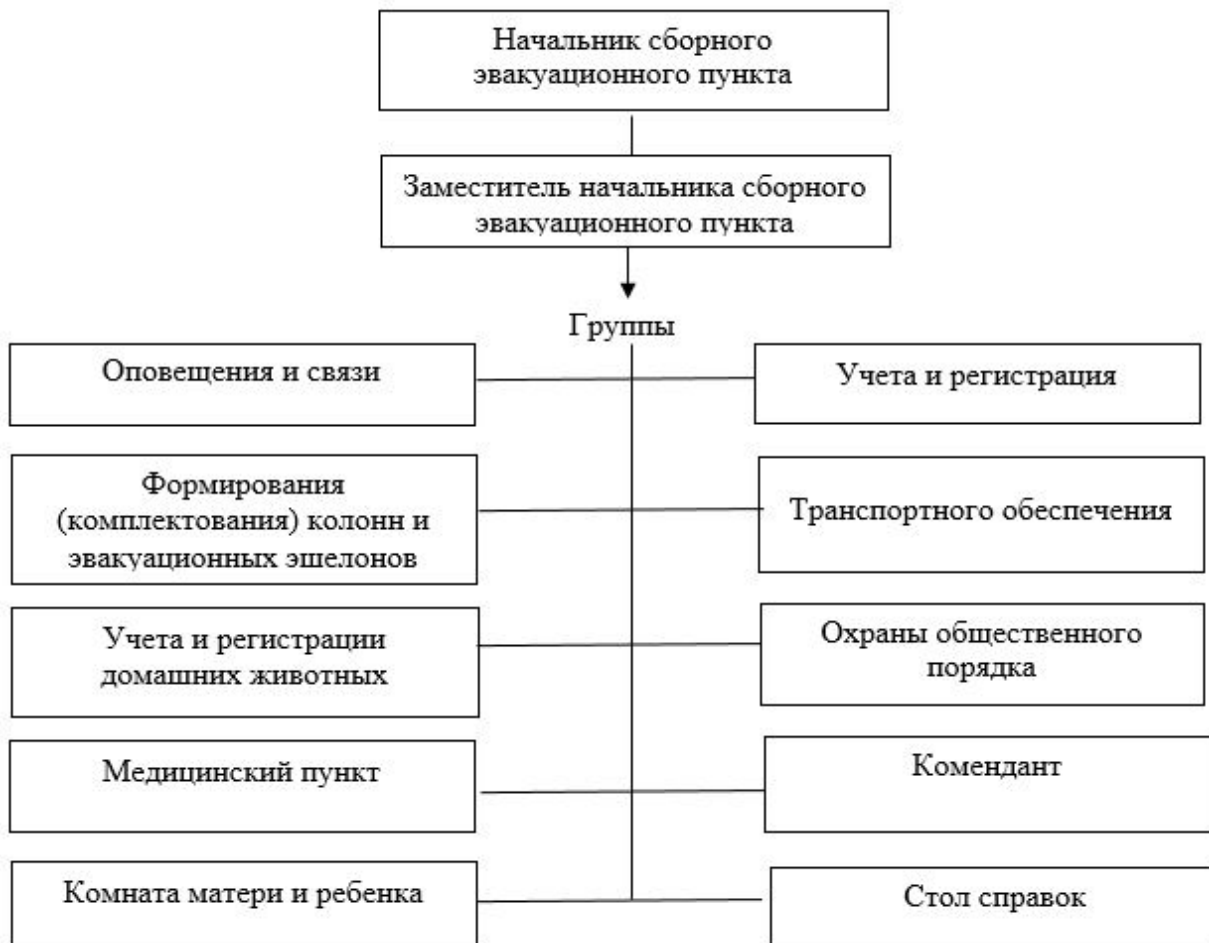 Начальник сборного
эвакуационного пункта
Заместитель начальника сборного
эвакуационного пункта
Группы
Оповещения и связи
Учета и регистрация
Формирования
(комплектования) колонн и
эвакуационных эшелонов
Транспортного обеспечения
Учета и регистрации
домашних животных
Охраны общественного
порядка
Медицинский пункт
Комендант
Комната матери и ребенка
Стол справок